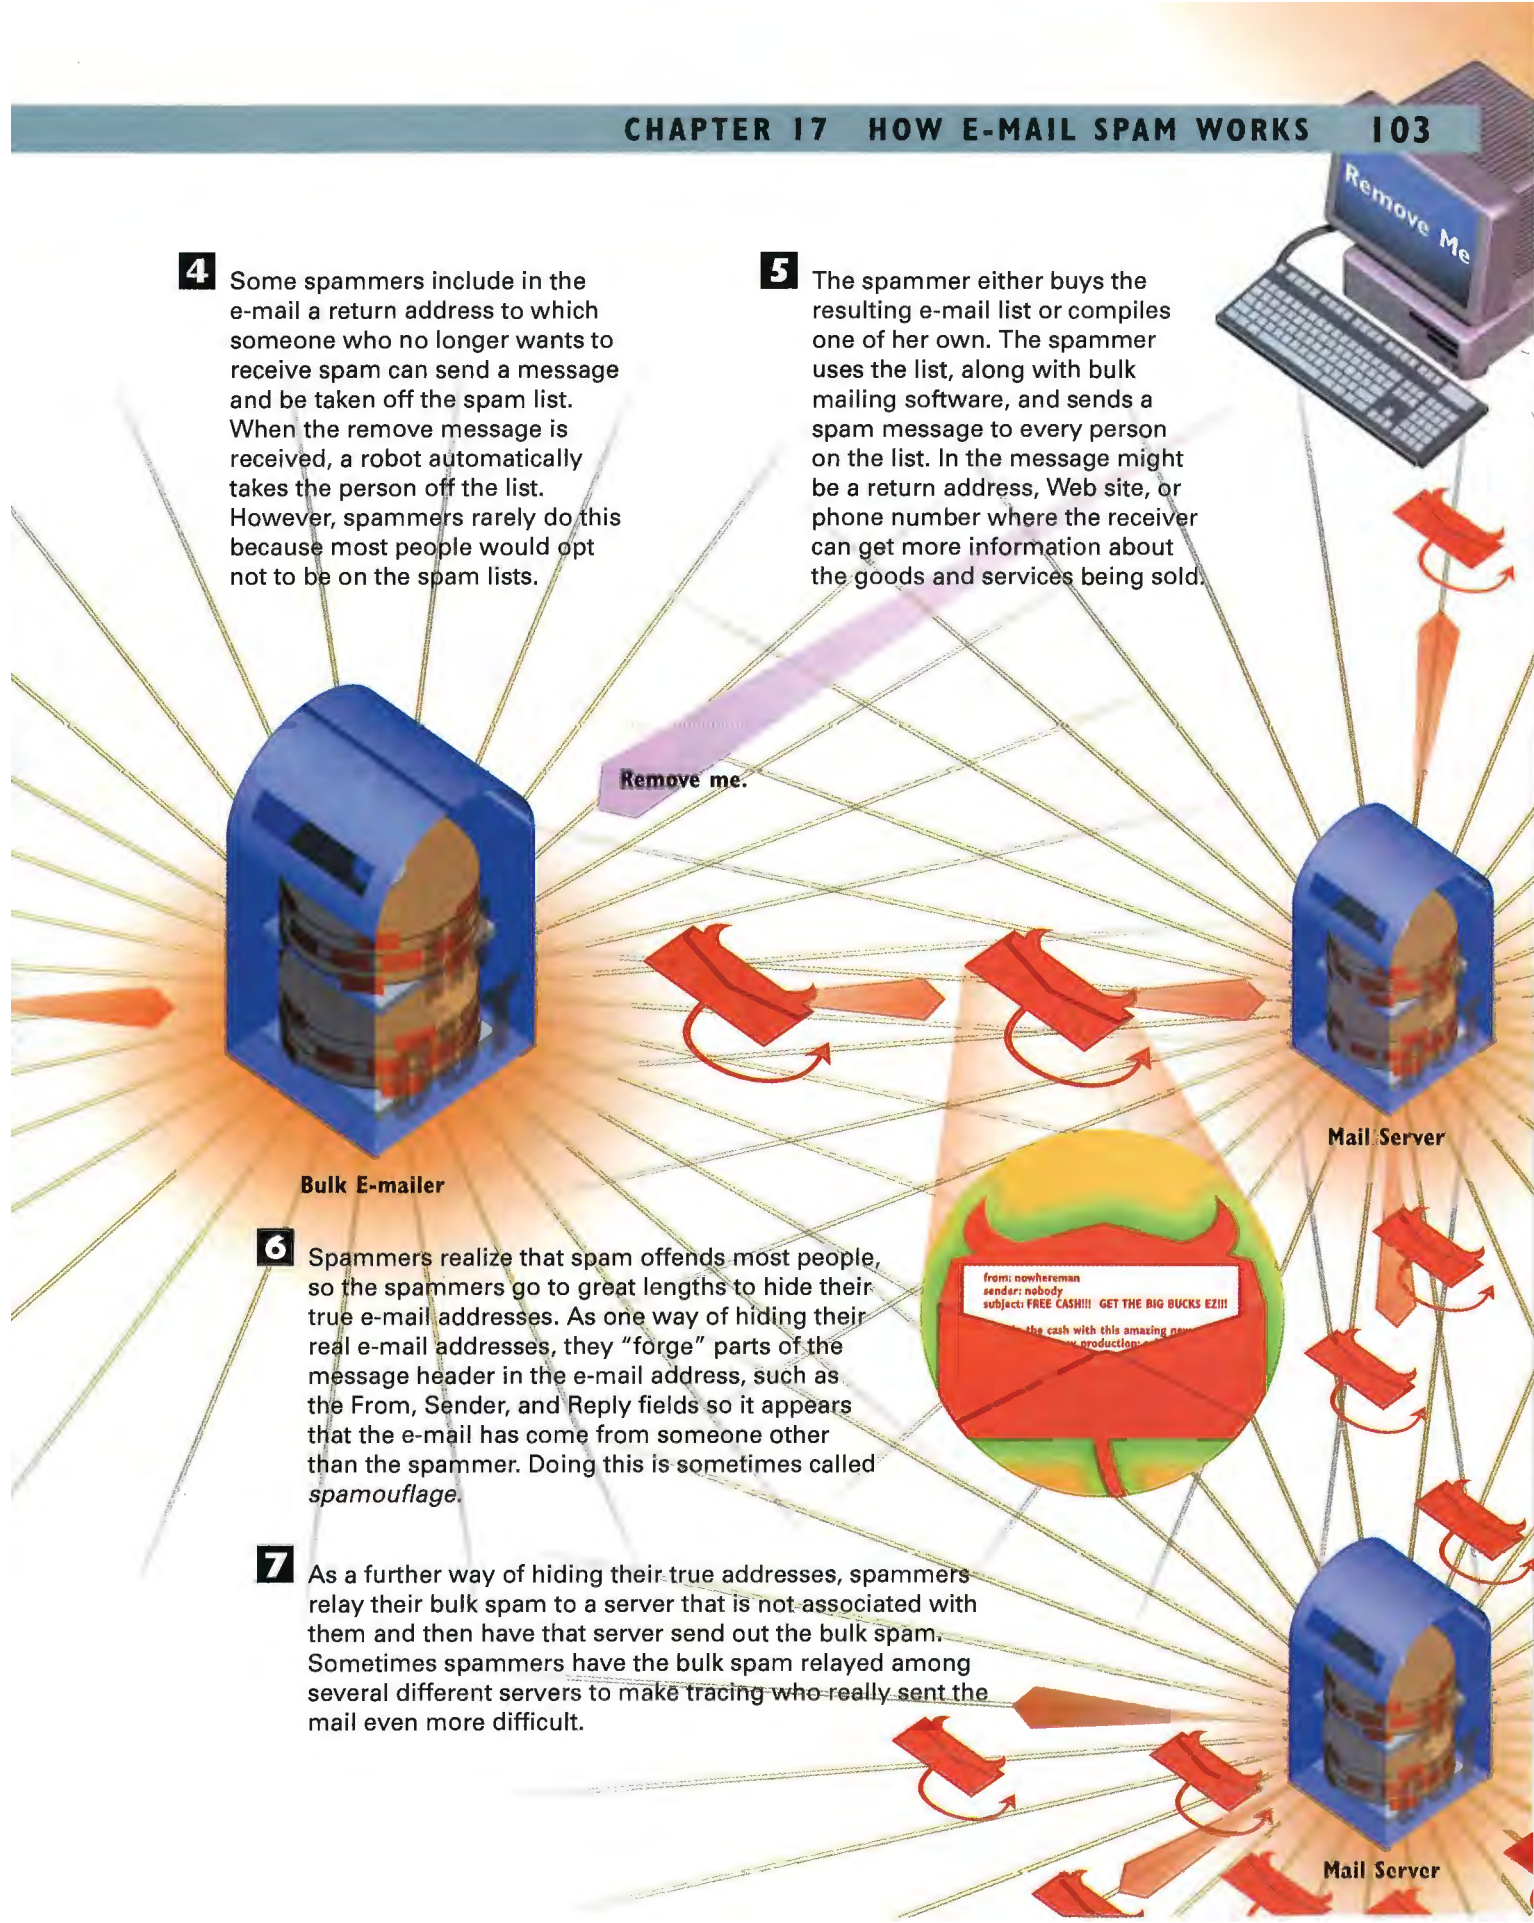 CHAPTER 17 HOW E-MAIL SPAM WORKS 103
Remove Me
4 Some spammers include in the
e-mail a return address to which
someone who no longer wants to
receive spam can send a message
and be taken off the spam list.
When the remove message is
received, a robot automatically
takes the person off the list.
However, spammers rarely do this
because most people would opt
not to be on the spam lists.
5 The spammer either buys the
resulting e-mail list or compiles
one of her own. The spammer
uses the list, along with bulk
mailing software, and sends a
spam message to every person
on the list. In the message might
be a return address, Web site, or
phone number where the receiver
can get more information about
the goods and services being sold.
Remove me.
Mail Server
Bulk E-mailer
6 Spammers realize that spam offends most people,
so the spammers go to great lengths to hide their
true e-mail addresses. As one way of hiding their
real e-mail addresses, they "forge" parts of the
message header in the e-mail address, such as
the From, Sender, and Reply fields so it appears
that the e-mail has come from someone other
than the spammer. Doing this is sometimes called
spamouflage.
from: nowhereman
sender: nobody
subject: FREE CASH!!! GET THE BIG BUCKS EZ!!!
the cash with this amazing
production:
7 As a further way of hiding their true addresses, spammers
relay their bulk spam to a server that is not associated with
them and then have that server send out the bulk spam.
Sometimes spammers have the bulk spam relayed among
several different servers to make tracing who really sent the
mail even more difficult.
Mail Server